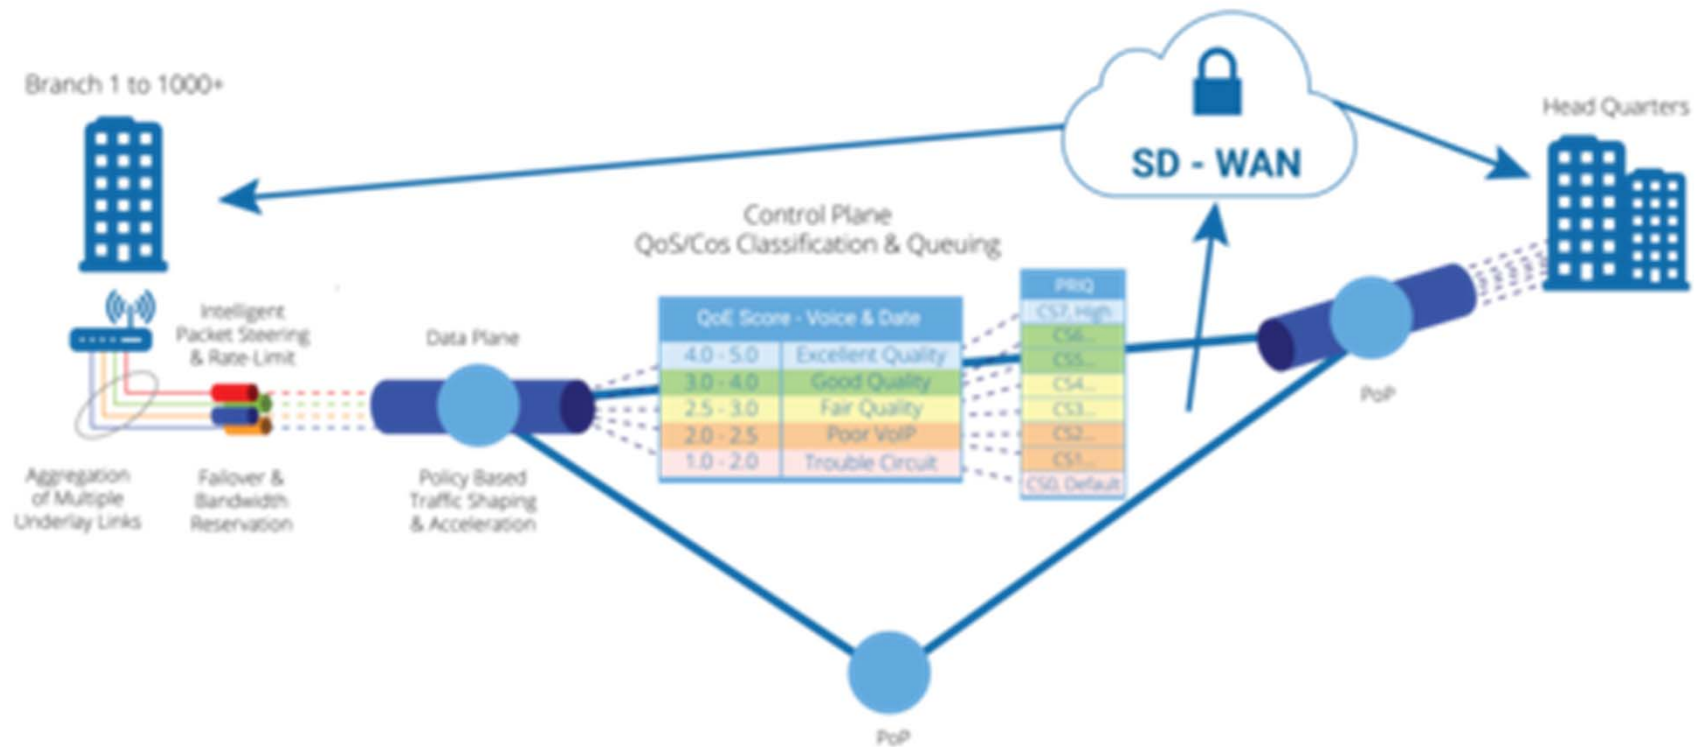 Branch 1 to 1000+
Head Quarters
SD - WAN
Control Plane
QoS/Cos Classification & Queuing
Intelligent
Packet Steering
& Rate-Limit
Data Plane
QoE Score - Voice & Date
4.0 - 5.0 Excellent Quality
3.0 - 4.0 Good Quality
2.5 - 3.0 Fair Quality
2.0 - 2.5 Poor VoIP
1.0 - 2.0 Trouble Circuit
PRIQ
CS7, High
CS6...
CS5...
CS4...
CS3...
CS2...
CS1...
CS0, Default
PoP
Aggregation
of Multiple
Underlay Links
Failover &
Bandwidth
Reservation
Policy Based
Traffic Shaping
& Acceleration
PoP